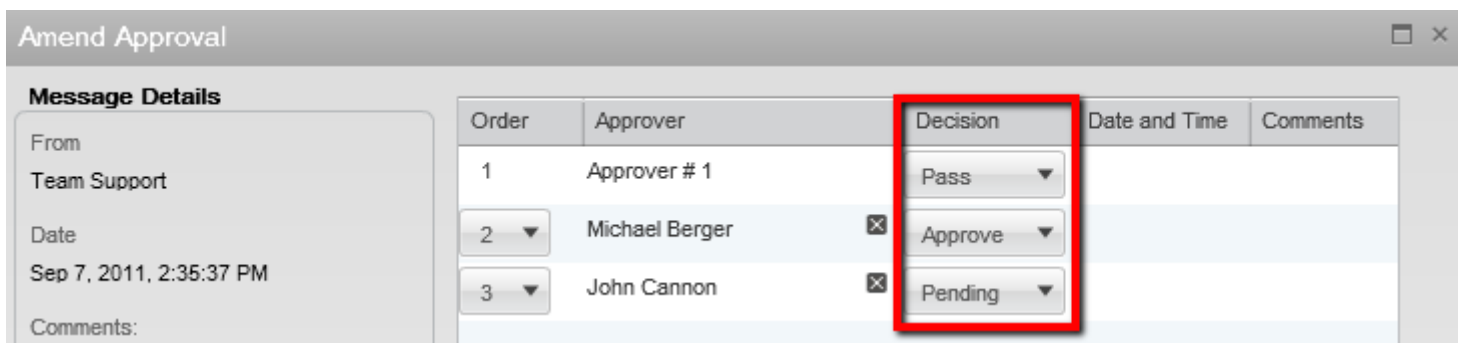 Amend Approval
Message Details
From
Team Support
Date
Sep 7, 2011, 2:35:37 PM
Comments:
Order Approver Decision Date and Time Comments
1 Approver # 1 Pass
2 Michael Berger Approve
3 John Cannon Pending